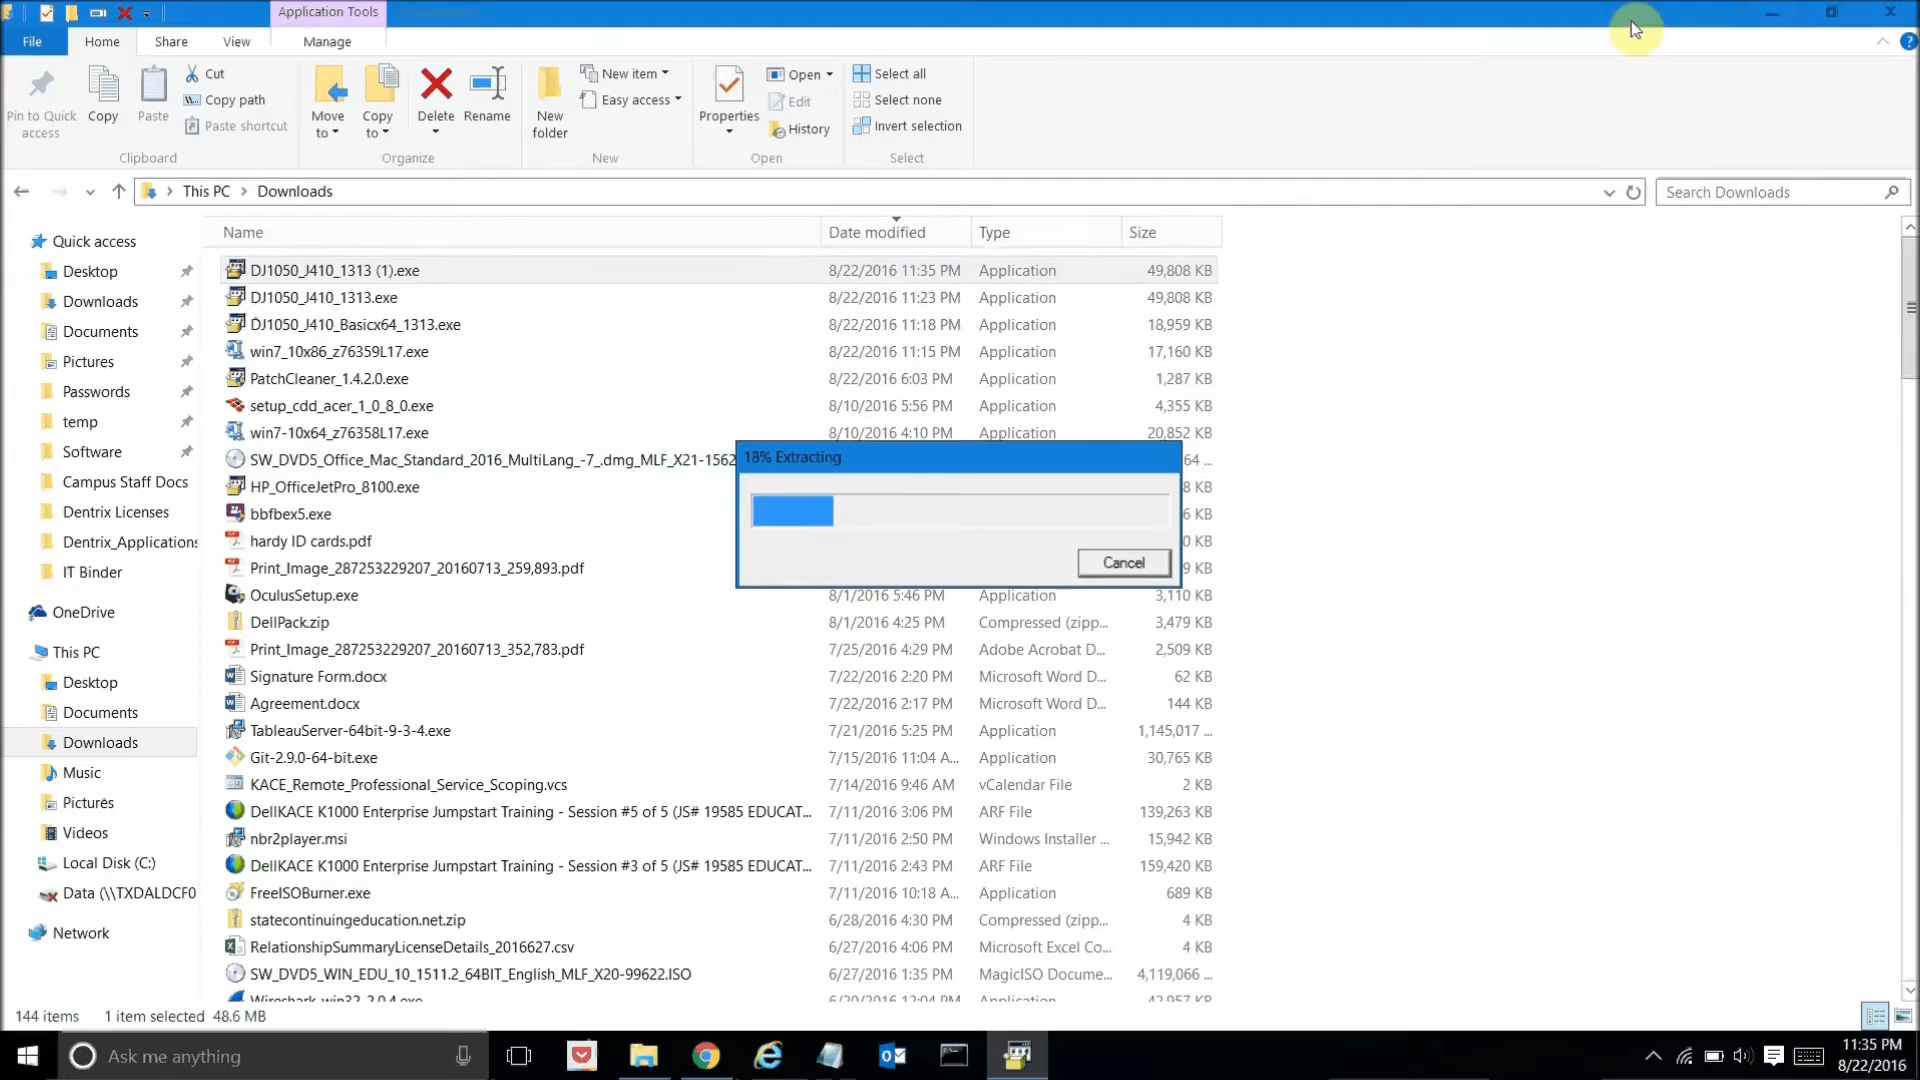 Application Tools
File Home Share View Manage
Pin to Quick access
Copy
Paste
Cut
Copy path
Paste shortcut
Clipboard
Move to
Copy to
Delete
Rename
Organize
New folder
New item
Easy access
New
Properties
Open
Edit
History
Open
Select all
Select none
Invert selection
Select
This PC > Downloads
Search Downloads
Quick access
Desktop
Downloads
Documents
Pictures
Passwords
temp
Software
Campus Staff Docs
Dentrix Licenses
Dentrix_Applications
IT Binder
OneDrive
This PC
Desktop
Documents
Downloads
Music
Pictures
Videos
Local Disk (C:)
Data (\\TXDALDCF0
Network
Name Date modified Type Size
DJ1050_J410_1313 (1).exe 8/22/2016 11:35 PM Application 49,808 KB
DJ1050_J410_1313.exe 8/22/2016 11:23 PM Application 49,808 KB
DJ1050_J410_Basicx64_1313.exe 8/22/2016 11:18 PM Application 18,959 KB
win7_10x86_z76359L17.exe 8/22/2016 11:15 PM Application 17,160 KB
PatchCleaner_1.4.2.0.exe 8/22/2016 6:03 PM Application 1,287 KB
setup_cdd_acer_1_0_8_0.exe 8/10/2016 5:56 PM Application 4,355 KB
win7-10x64_z76358L17.exe 8/10/2016 4:10 PM Application 20,852 KB
SW_DVD5_Office_Mac_Standard_2016_MultiLang_-7_.dmg_MLF_X21-1562 64 ...
HP_OfficeJetPro_8100.exe 8 KB
bbfbex5.exe 6 KB
hardy ID cards.pdf 0 KB
Print_Image_287253229207_20160713_259,893.pdf 9 KB
OculusSetup.exe 8/1/2016 5:46 PM Application 3,110 KB
DellPack.zip 8/1/2016 4:25 PM Compressed (zipp... 3,479 KB
Print_Image_287253229207_20160713_352,783.pdf 7/25/2016 4:29 PM Adobe Acrobat D... 2,509 KB
Signature Form.docx 7/22/2016 2:20 PM Microsoft Word D... 62 KB
Agreement.docx 7/22/2016 2:17 PM Microsoft Word D... 144 KB
TableauServer-64bit-9-3-4.exe 7/21/2016 5:25 PM Application 1,145,017 ...
Git-2.9.0-64-bit.exe 7/15/2016 11:04 A... Application 30,765 KB
KACE_Remote_Professional_Service_Scoping.vcs 7/14/2016 9:46 AM vCalendar File 2 KB
DellKACE K1000 Enterprise Jumpstart Training - Session #5 of 5 (JS# 19585 EDUCAT... 7/11/2016 3:06 PM ARF File 139,263 KB
nbr2player.msi 7/11/2016 2:50 PM Windows Installer ... 15,942 KB
DellKACE K1000 Enterprise Jumpstart Training - Session #3 of 5 (JS# 19585 EDUCAT... 7/11/2016 2:43 PM ARF File 159,420 KB
FreeISOBurner.exe 7/11/2016 10:18 A... Application 689 KB
statecontinuingeducation.net.zip 6/28/2016 4:30 PM Compressed (zipp... 4 KB
RelationshipSummaryLicenseDetails_2016627.csv 6/27/2016 4:06 PM Microsoft Excel Co... 4 KB
SW_DVD5_WIN_EDU_10_1511.2_64BIT_English_MLF_X20-99622.ISO 6/27/2016 1:35 PM MagicISO Docume... 4,119,066 ...
Wireshark-win32-2.0.4.exe 6/20/2016 12:04 PM Application 42,957 KB
18% Extracting
Cancel
144 items 1 item selected 48.6 MB
Ask me anything
11:35 PM
8/22/2016